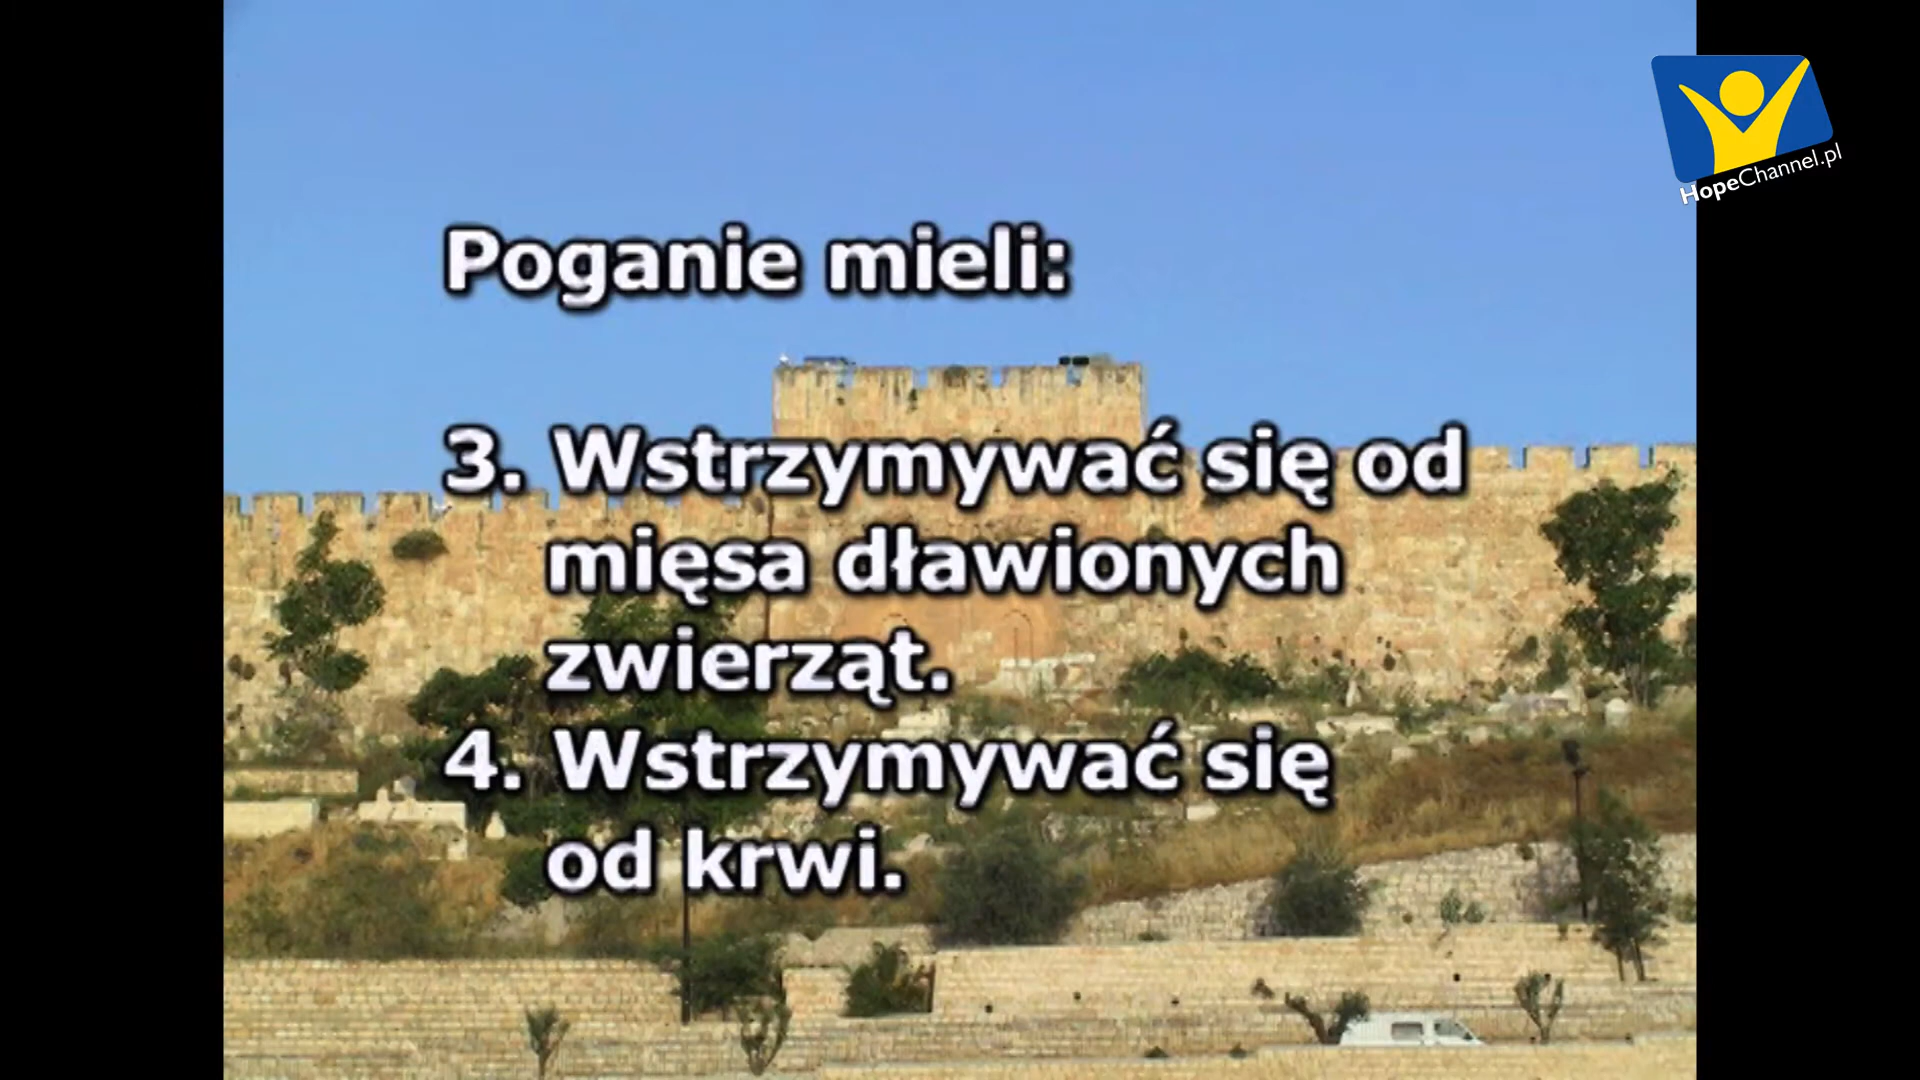 HopeChannel.pl
Poganie mieli:
3. Wstrzymywać się od
mięsa dławionych
zwierząt.
4. Wstrzymywać się
od krwi.